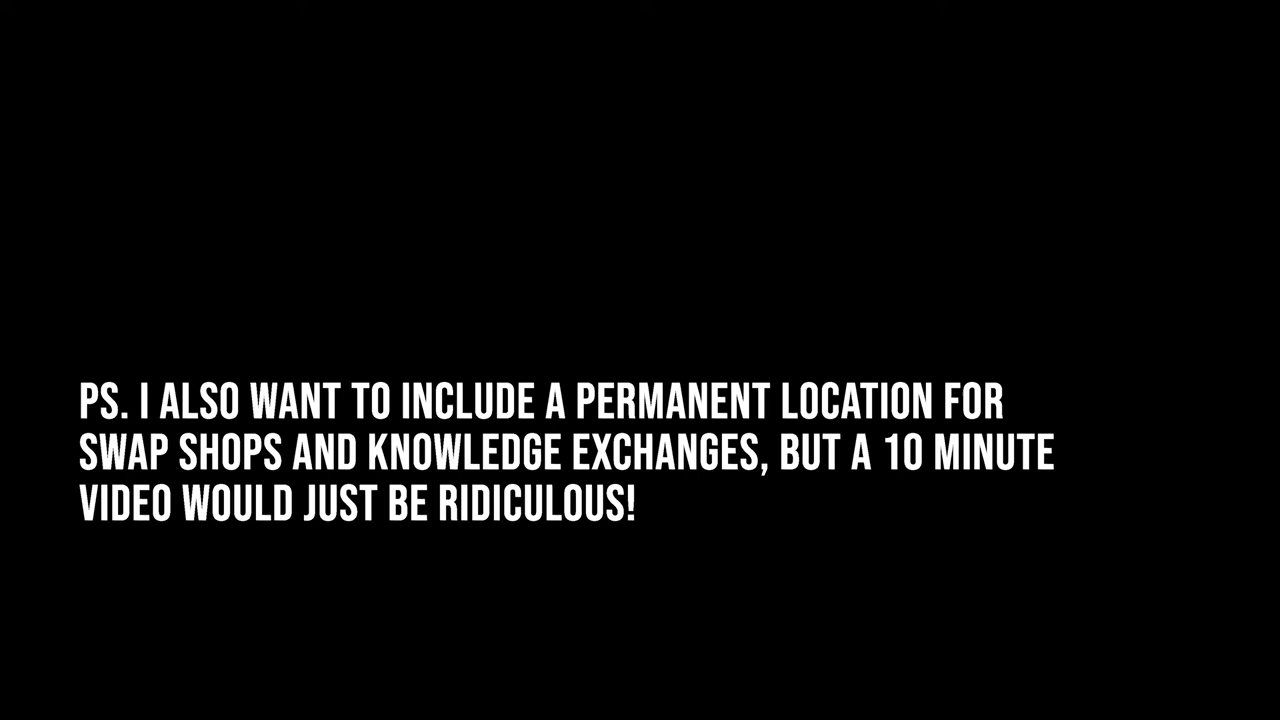 PS. I ALSO WANT TO INCLUDE A PERMANENT LOCATION FOR
SWAP SHOPS AND KNOWLEDGE EXCHANGES, BUT A 10 MINUTE
VIDEO WOULD JUST BE RIDICULOUS!